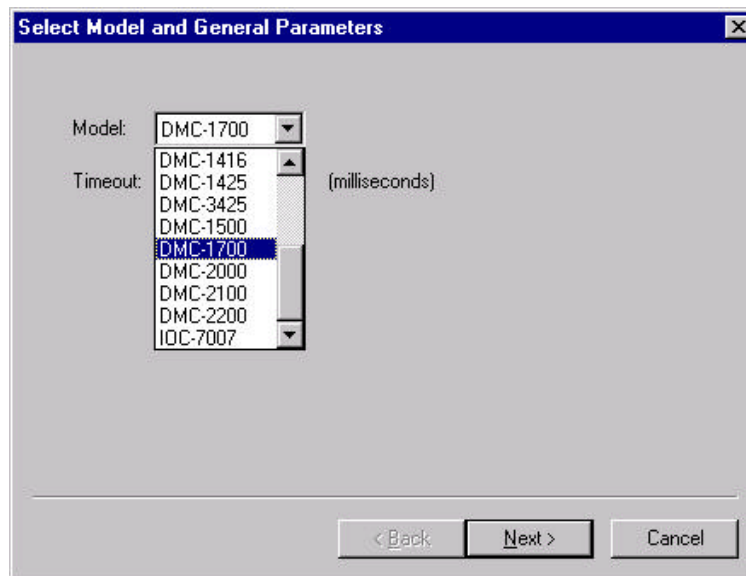 Select Model and General Parameters
Model: DMC-1700
DMC-1416
Timeout: DMC-1425 (milliseconds)
DMC-3425
DMC-1500
DMC-1700
DMC-2000
DMC-2100
DMC-2200
IOC-7007
< Back Next > Cancel